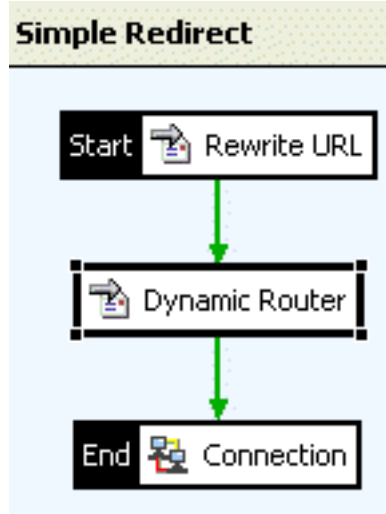 Simple Redirect
Start Rewrite URL
Dynamic Router
End Connection